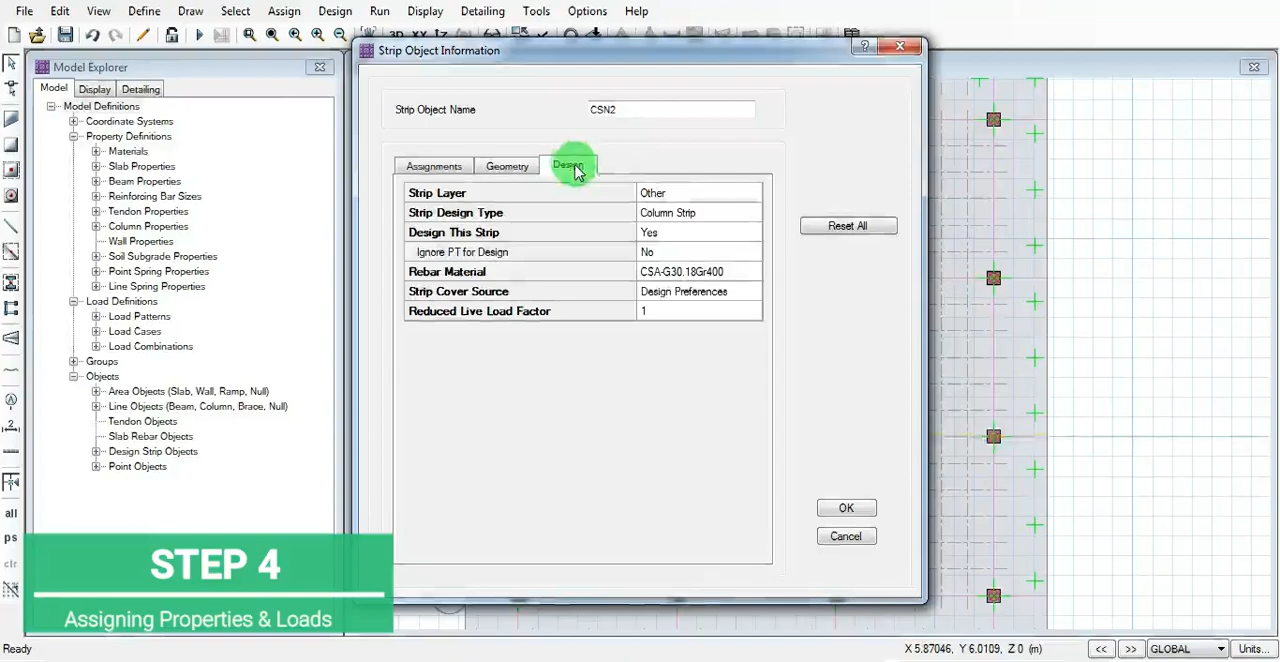 File Edit View Define Draw Select Assign Design Run Display Detailing Tools Options Help
Strip Object Information
Model Explorer
Model Display Detailing
Model Definitions
Coordinate Systems
Property Definitions
Materials
Slab Properties
Beam Properties
Reinforcing Bar Sizes
Tendon Properties
Column Properties
Wall Properties
Soil Subgrade Properties
Point Spring Properties
Line Spring Properties
Load Definitions
Load Patterns
Load Cases
Load Combinations
Groups
Objects
Area Objects (Slab, Wall, Ramp, Null)
Line Objects (Beam, Column, Brace, Null)
Tendon Objects
Slab Rebar Objects
Design Strip Objects
Point Objects
Strip Object Name CSN2
Assignments Geometry Design
Strip Layer Other
Strip Design Type Column Strip
Design This Strip Yes
Ignore PT for Design No
Rebar Material CSA-G30.18Gr400
Strip Cover Source Design Preferences
Reduced Live Load Factor 1
Reset All
OK
Cancel
all
ps
clr
STEP 4
Assigning Properties & Loads
Ready
X 5.87046, Y 6.0109, Z 0 (m) << >> GLOBAL Units...